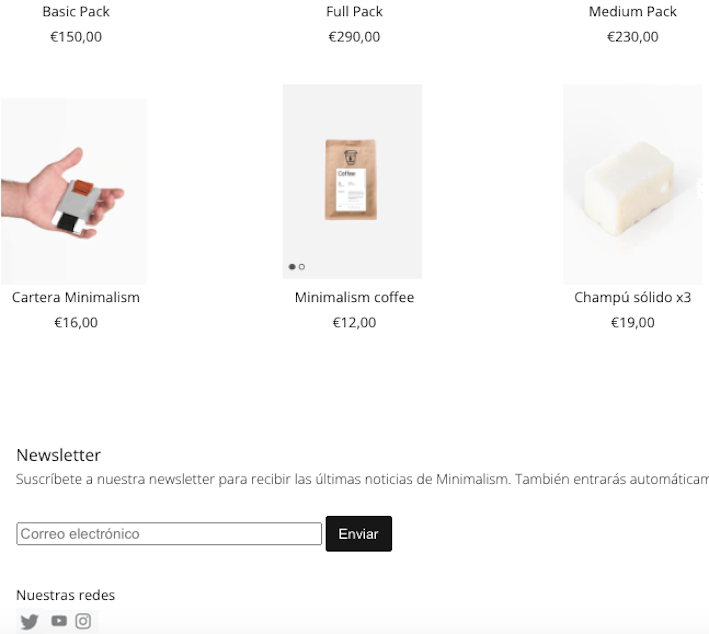 Basic Pack Full Pack Medium Pack
€150,00 €290,00 €230,00
Coffee
Cartera Minimalism Minimalism coffee Champú sólido x3
€16,00 €12,00 €19,00
Newsletter
Suscríbete a nuestra newsletter para recibir las últimas noticias de Minimalism. También entrarás automáticam
Correo electrónico Enviar
Nuestras redes